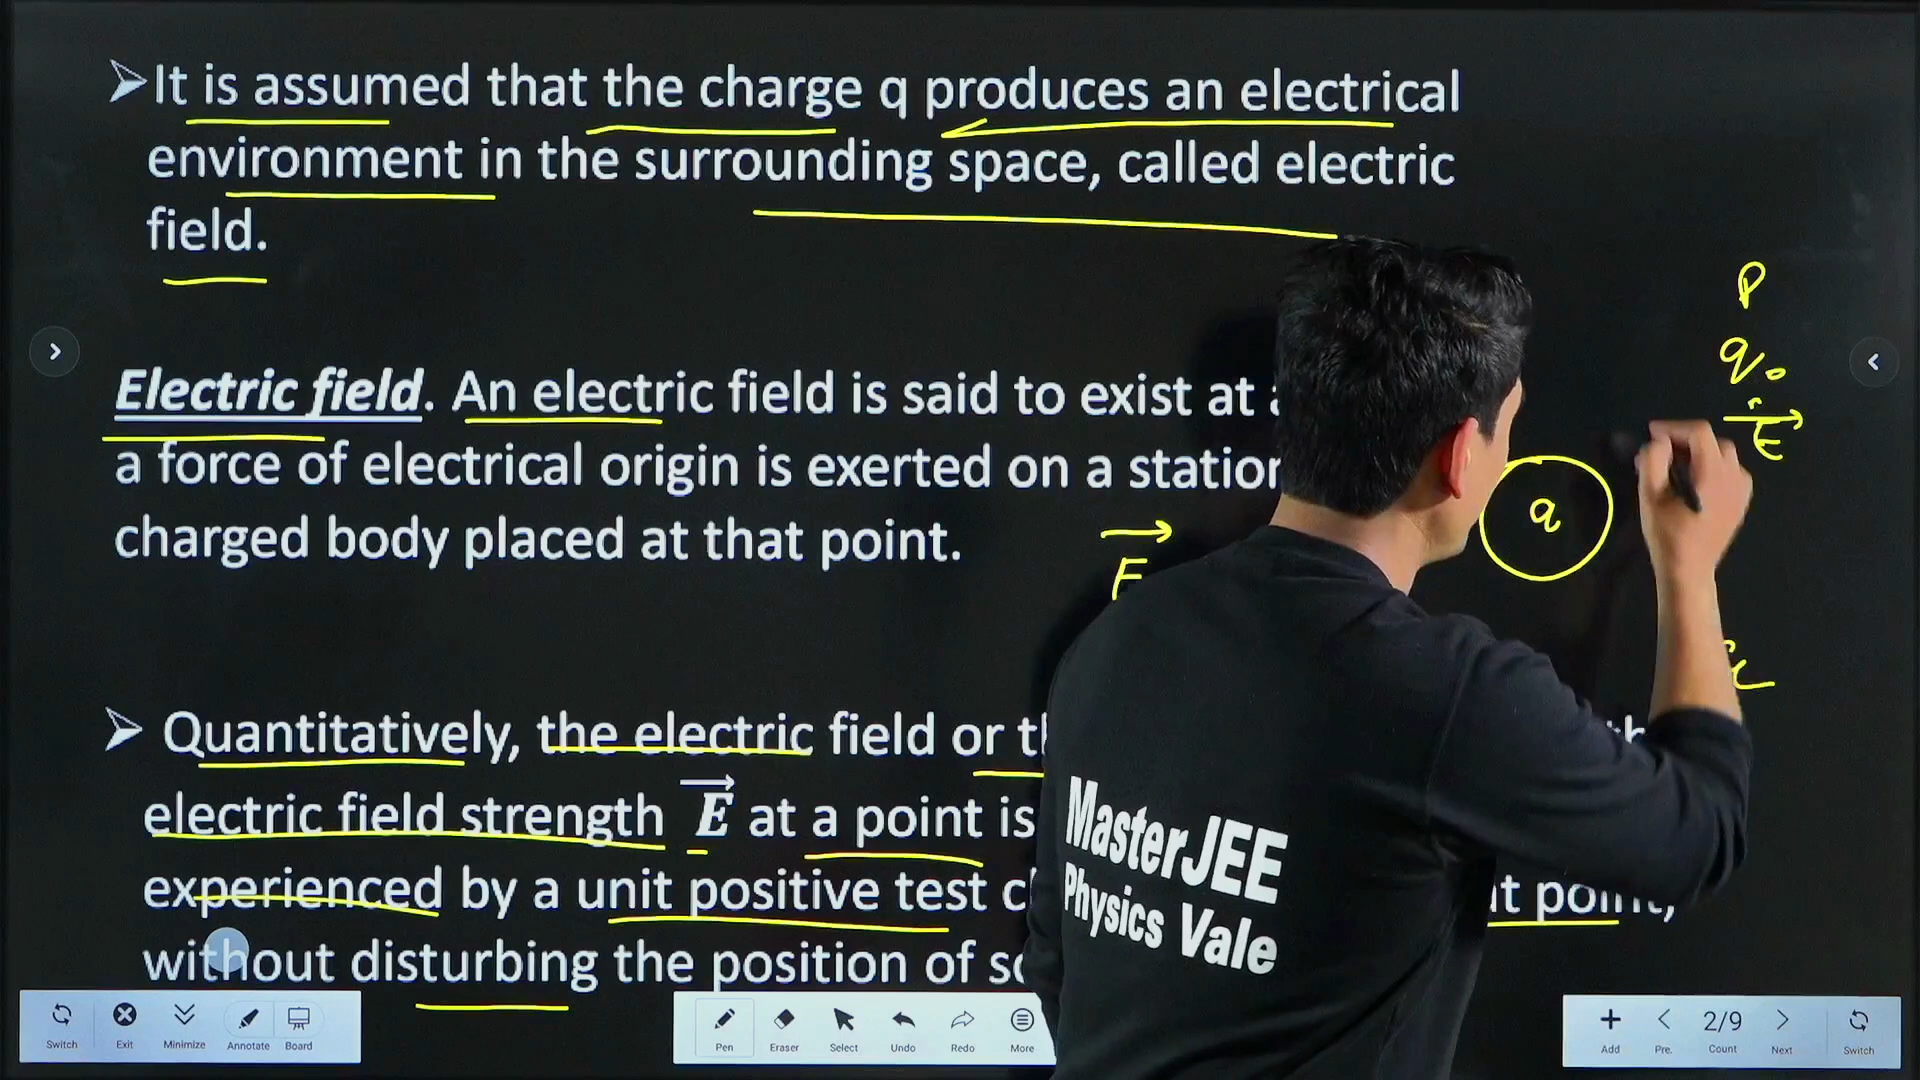 ➢It is assumed that the charge q produces an electrical
environment in the surrounding space, called electric
field.
Electric field. An electric field is said to exist at
a force of electrical origin is exerted on a
charged body placed at that point.
P
q₀
E
q
F
➢ Quantitatively, the electric field or
electric field strength E at a point is
experienced by a unit positive test
point,
without disturbing the position of
MasterJEE
Physics Vale
Switch Exit Minimize Annotate Board
Pen Eraser Select Undo Redo More
2/9
Add Pre. Count Next Switch